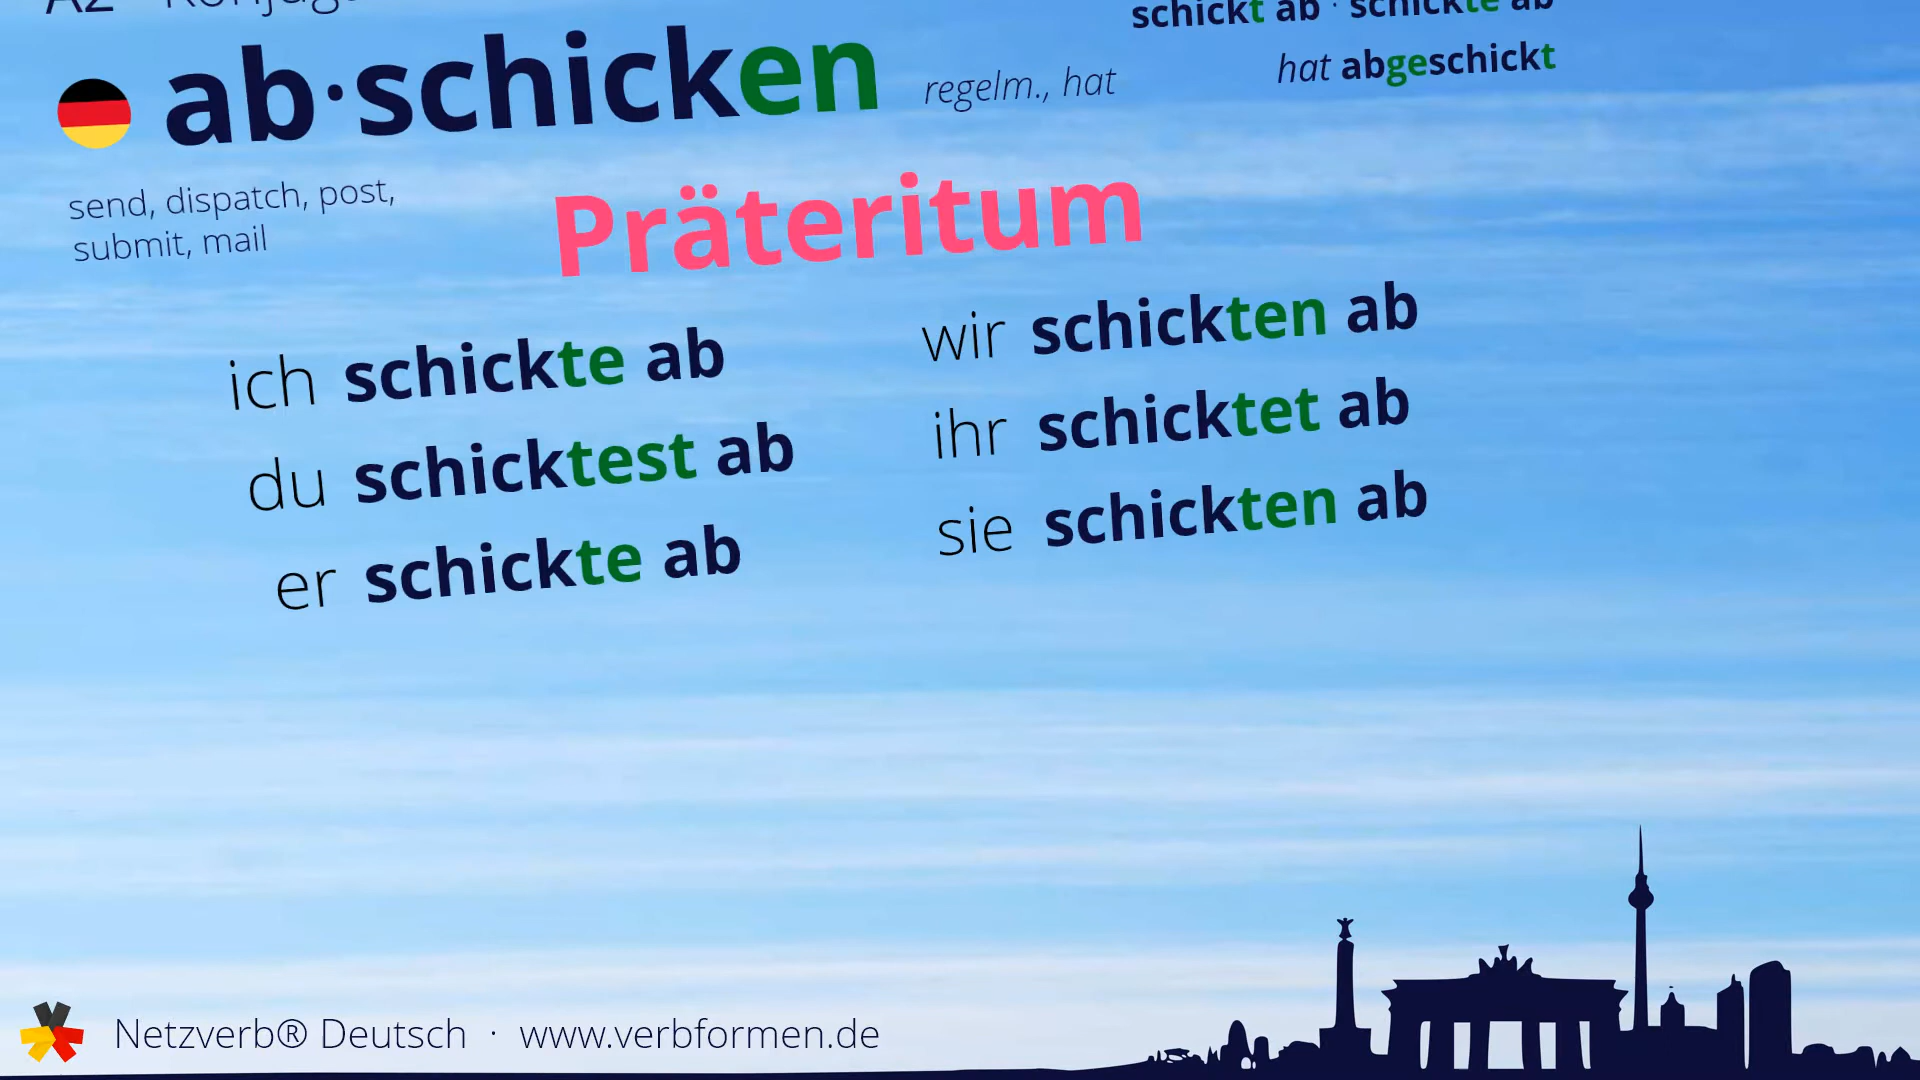 A2
ab·schicken
regelm., hat
schickt ab · schickte ab
hat abgeschickt
send, dispatch, post,
submit, mail
Präteritum
ich schickte ab
du schicktest ab
er schickte ab
wir schickten ab
ihr schicktet ab
sie schickten ab
Netzverb® Deutsch · www.verbformen.de